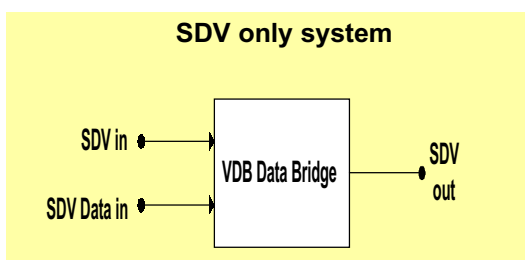 SDV only system
SDV in
VDB Data Bridge
SDV
out
SDV Data in